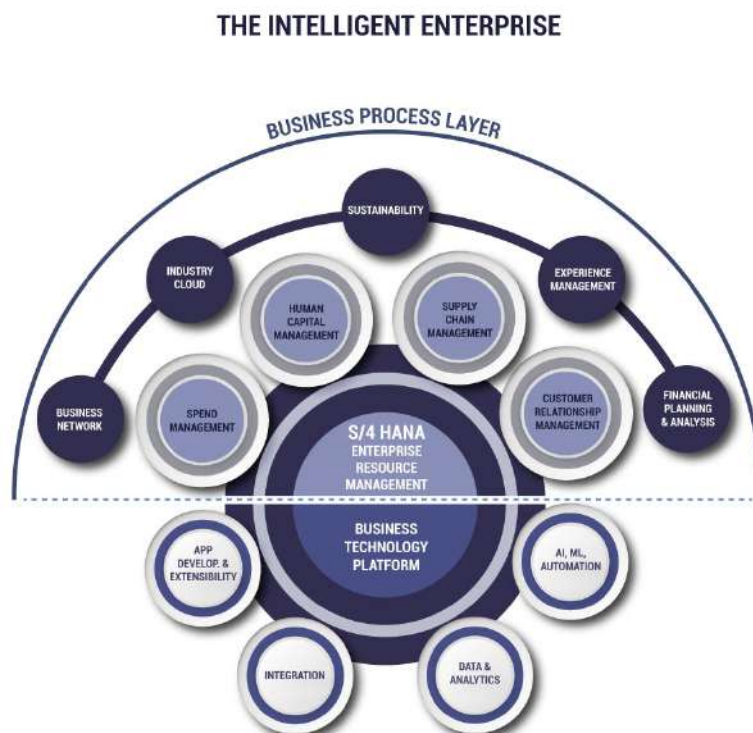 THE INTELLIGENT ENTERPRISE
BUSINESS PROCESS LAYER
SUSTAINABILITY
INDUSTRY
CLOUD
EXPERIENCE
MANAGEMENT
HUMAN
CAPITAL
MANAGEMENT
SUPPLY
CHAIN
MANAGEMENT
BUSINESS
NETWORK
SPEND
MANAGEMENT
CUSTOMER
RELATIONSHIP
MANAGEMENT
FINANCIAL
PLANNING
& ANALYSIS
S/4 HANA
ENTERPRISE
RESOURCE
MANAGEMENT
BUSINESS
TECHNOLOGY
PLATFORM
APP
DEVELOP. &
EXTENSIBILITY
AI, ML,
AUTOMATION
INTEGRATION
DATA &
ANALYTICS